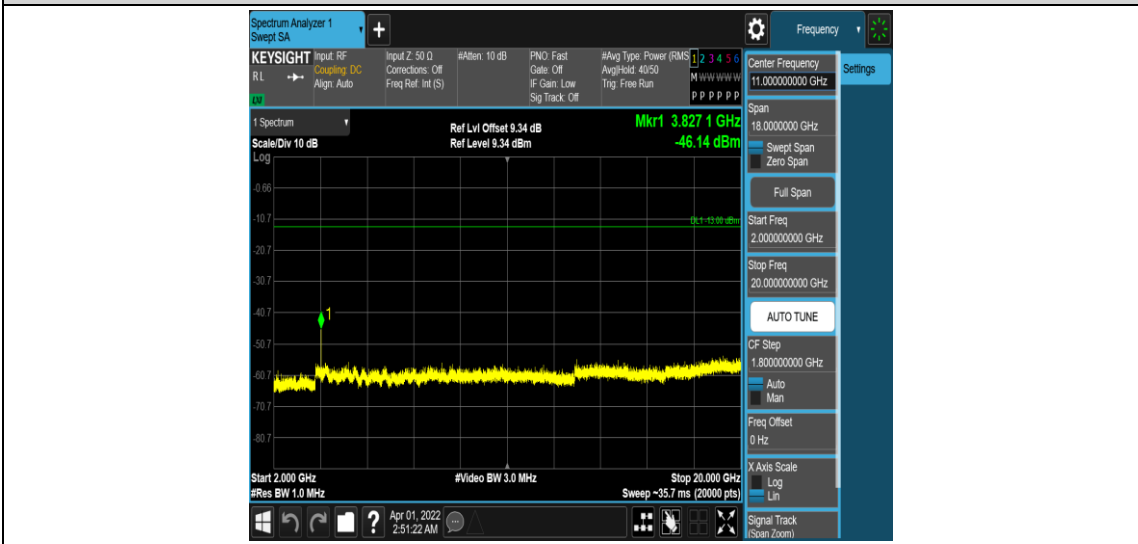 Spectrum Analyzer 1
Swept SA
Frequency
KEYSIGHT
RL
LXI
Input: RF
Coupling: DC
Align: Auto
Input Z: 50 Ω
Corrections: Off
Freq Ref: Int (S)
#Atten: 10 dB
PNO: Fast
Gate: Off
IF Gain: Low
Sig Track: Off
#Avg Type: Power (RMS
Avg|Hold: 40/50
Trig: Free Run
1 2 3 4 5 6
M W W W W W
P P P P P P
Center Frequency
11.000000000 GHz
Settings
Span
18.0000000 GHz
Swept Span
Zero Span
Full Span
Start Freq
2.000000000 GHz
Stop Freq
20.000000000 GHz
AUTO TUNE
CF Step
1.800000000 GHz
Auto
Man
Freq Offset
0 Hz
X Axis Scale
Log
Lin
Signal Track
(Span Zoom)
1 Spectrum
Scale/Div 10 dB
Log
Ref Lvl Offset 9.34 dB
Ref Level 9.34 dBm
Mkr1 3.827 1 GHz
-46.14 dBm
-0.66
-10.7
DL1 -13.00 dBm
-20.7
-30.7
-40.7
1
-50.7
-60.7
-70.7
-80.7
Start 2.000 GHz
#Video BW 3.0 MHz
Stop 20.000 GHz
#Res BW 1.0 MHz
Sweep ~35.7 ms (20000 pts)
?
Apr 01, 2022
2:51:22 AM